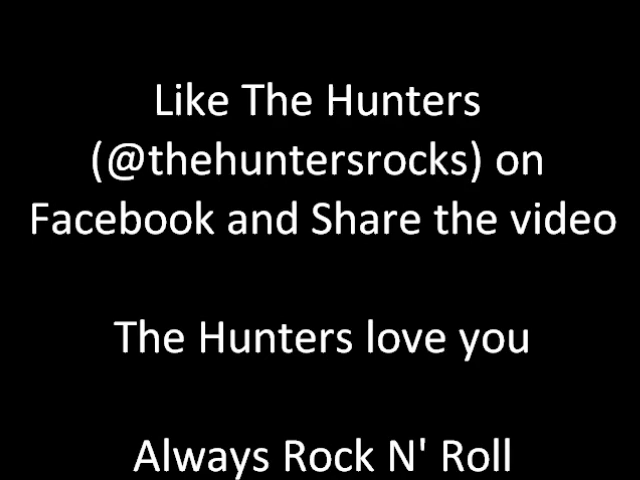 Like The Hunters
(@thehuntersrocks) on
Facebook and Share the video
The Hunters love you
Always Rock N' Roll